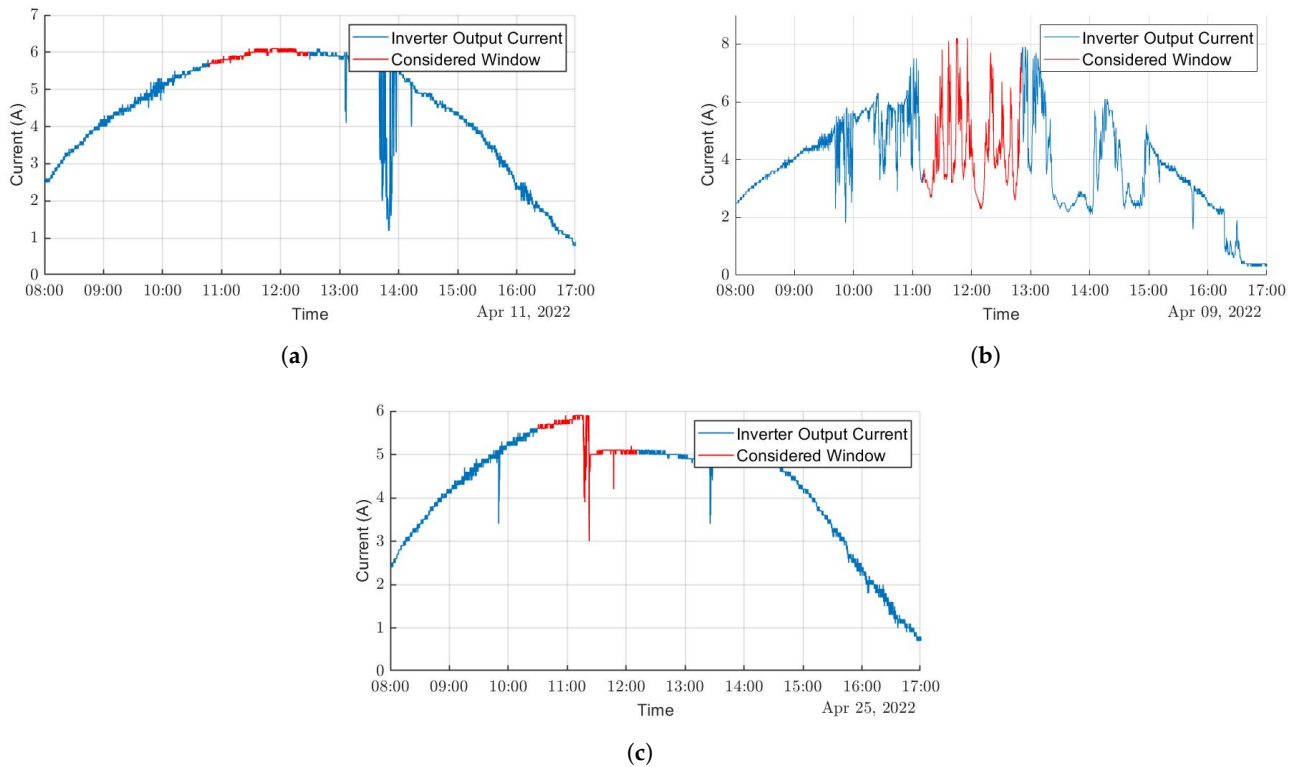 7
6
5
4
3
2
1
0
Current (A)
Inverter Output Current
Considered Window
08:00 09:00 10:00 11:00 12:00 13:00 14:00 15:00 16:00 17:00
Time
Apr 11, 2022
(a)
8
6
4
2
0
Current (A)
Inverter Output Current
Considered Window
08:00 09:00 10:00 11:00 12:00 13:00 14:00 15:00 16:00 17:00
Time
Apr 09, 2022
(b)
6
5
4
3
2
1
0
Current (A)
Inverter Output Current
Considered Window
08:00 09:00 10:00 11:00 12:00 13:00 14:00 15:00 16:00 17:00
Time
Apr 25, 2022
(c)